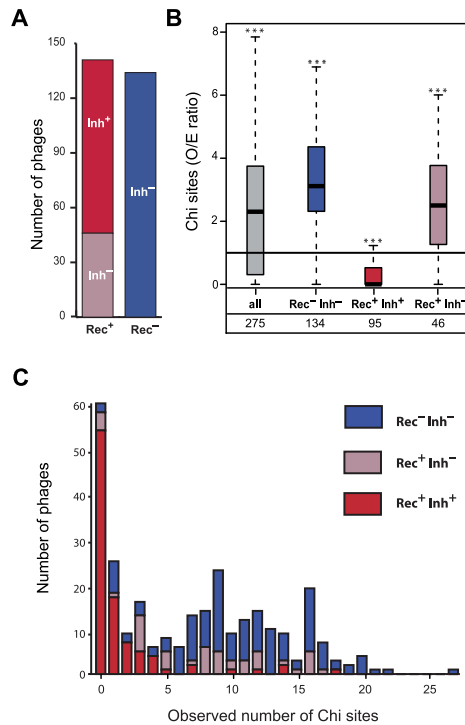 A
Number of phages
150
120
90
60
30
0
Inh+
Inh−
Inh−
Rec+ Rec−
B
Chi sites (O/E ratio)
8
6
4
2
0
*** *** *** ***
all Rec− Inh− Rec+ Inh+ Rec+ Inh−
275 134 95 46
C
Number of phages
60
50
40
30
20
10
0
Rec− Inh−
Rec+ Inh−
Rec+ Inh+
0 5 10 15 20 25
Observed number of Chi sites